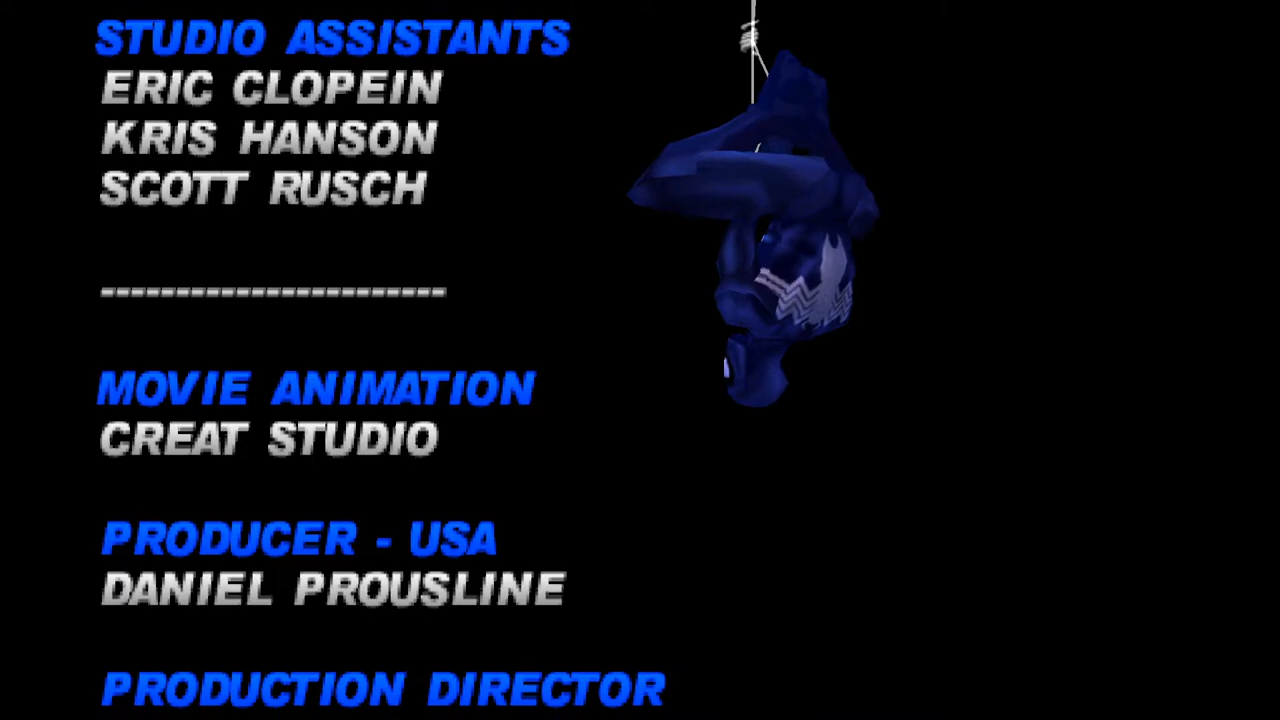 STUDIO ASSISTANTS
ERIC CLOPEIN
KRIS HANSON
SCOTT RUSCH
-----------------------
MOVIE ANIMATION
CREAT STUDIO
PRODUCER - USA
DANIEL PROUSLINE
PRODUCTION DIRECTOR